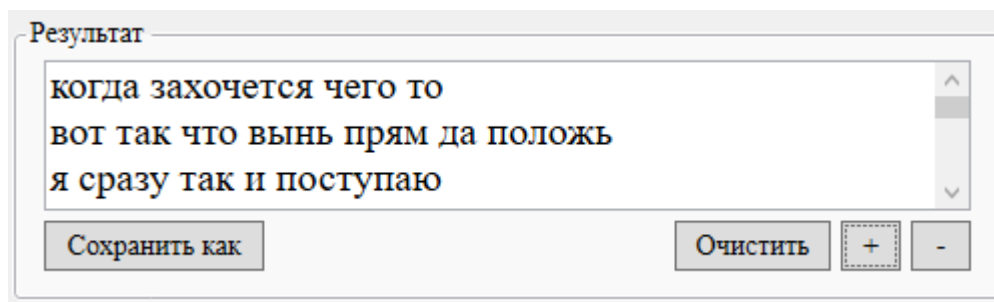 Результат
когда захочется чего то
вот так что вынь прям да положь
я сразу так и поступаю
Сохранить как
Очистить
+
-